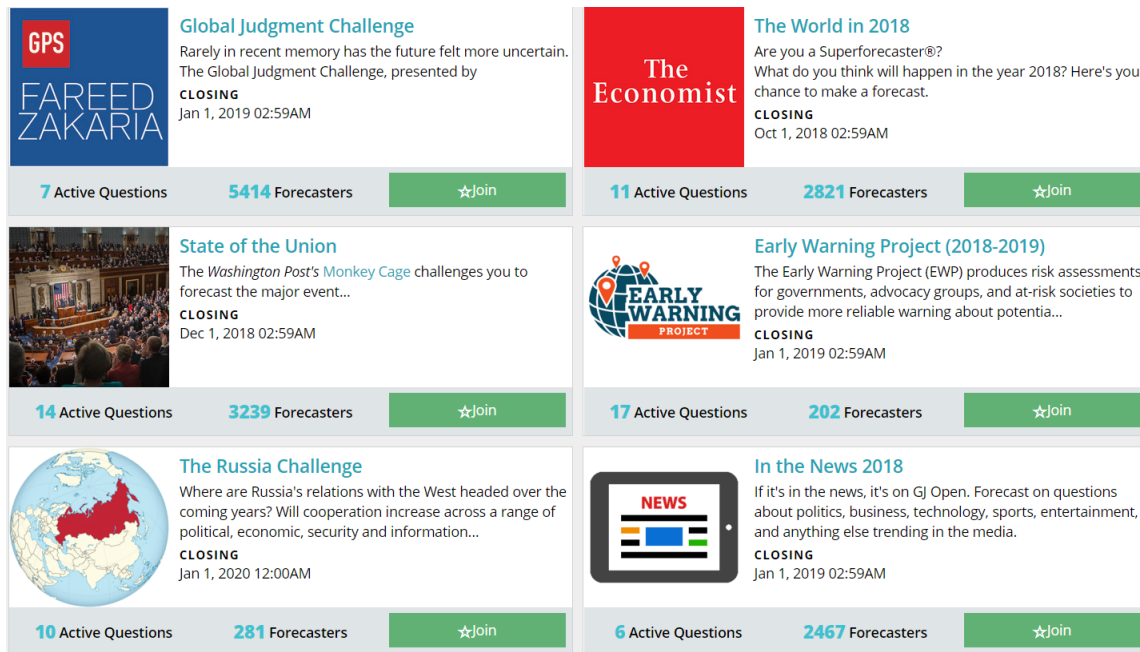 GPS
FAREED
ZAKARIA
Global Judgment Challenge
Rarely in recent memory has the future felt more uncertain.
The Global Judgment Challenge, presented by
CLOSING
Jan 1, 2019 02:59AM
7 Active Questions
5414 Forecasters
☆Join
The
Economist
The World in 2018
Are you a Superforecaster®?
What do you think will happen in the year 2018? Here's you
chance to make a forecast.
CLOSING
Oct 1, 2018 02:59AM
11 Active Questions
2821 Forecasters
☆Join
State of the Union
The Washington Post's Monkey Cage challenges you to
forecast the major event...
CLOSING
Dec 1, 2018 02:59AM
14 Active Questions
3239 Forecasters
☆Join
EARLY
WARNING
PROJECT
Early Warning Project (2018-2019)
The Early Warning Project (EWP) produces risk assessments
for governments, advocacy groups, and at-risk societies to
provide more reliable warning about potentia...
CLOSING
Jan 1, 2019 02:59AM
17 Active Questions
202 Forecasters
☆Join
The Russia Challenge
Where are Russia's relations with the West headed over the
coming years? Will cooperation increase across a range of
political, economic, security and information...
CLOSING
Jan 1, 2020 12:00AM
10 Active Questions
281 Forecasters
☆Join
NEWS
In the News 2018
If it's in the news, it's on GJ Open. Forecast on questions
about politics, business, technology, sports, entertainment,
and anything else trending in the media.
CLOSING
Jan 1, 2019 02:59AM
6 Active Questions
2467 Forecasters
☆Join